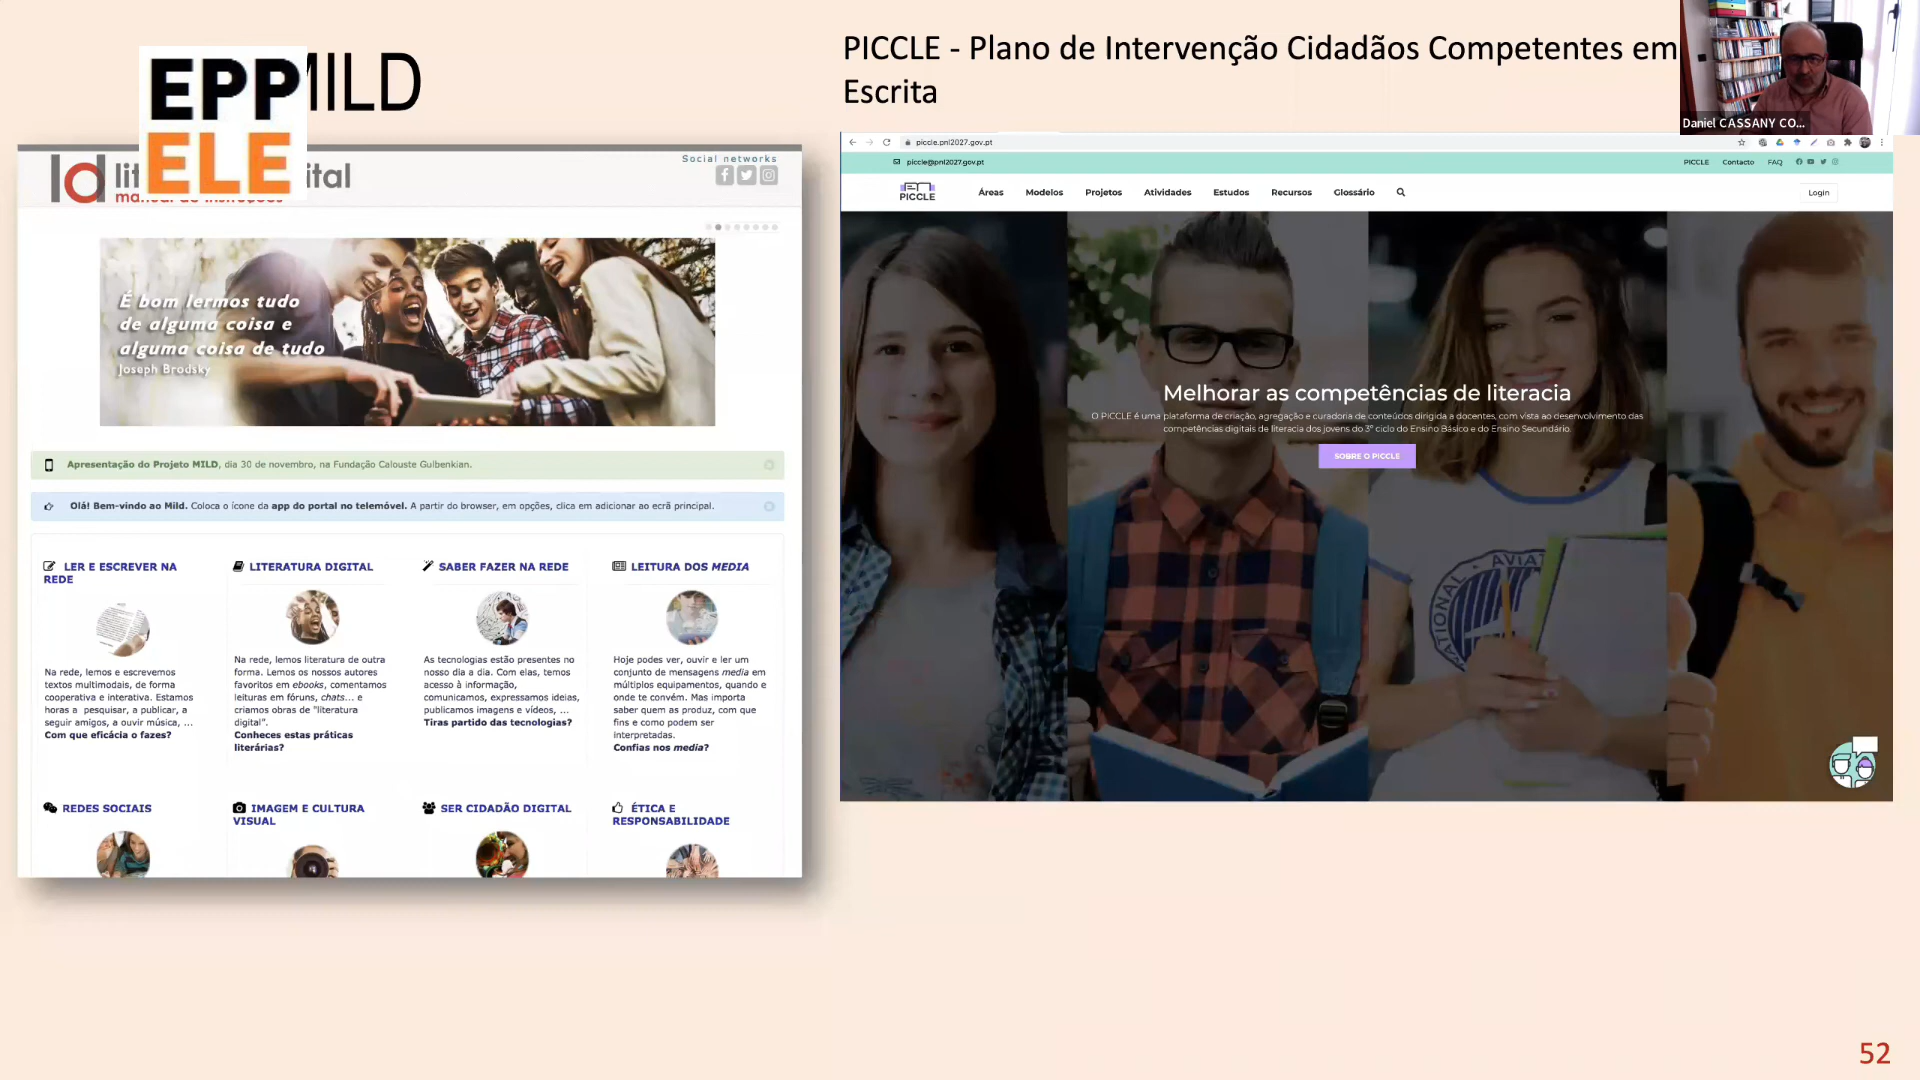 EPP
ELE
MILD
PICCLE - Plano de Intervenção Cidadãos Competentes em
Escrita
Daniel CASSANY CO...
ld lit ital
Social networks
É bom lermos tudo
de alguma coisa e
alguma coisa de tudo
Joseph Brodsky
Apresentação do Projeto MILD, dia 30 de novembro, na Fundação Calouste Gulbenkian.
Olá! Bem-vindo ao Mild. Coloca o ícone da app do portal no telemóvel. A partir do browser, em opções, clica em adicionar ao ecrã principal.
LER E ESCREVER NA
REDE
Na rede, lemos e escrevemos
textos multimodais, de forma
cooperativa e interativa. Estamos
horas a pesquisar, a publicar, a
seguir amigos, a ouvir música, ...
Com que eficácia o fazes?
LITERATURA DIGITAL
Na rede, lemos literatura de outra
forma. Lemos os nossos autores
favoritos em ebooks, comentamos
leituras em fóruns, chats... e
criamos obras de "literatura
digital".
Conheces estas práticas
literárias?
SABER FAZER NA REDE
As tecnologias estão presentes no
nosso dia a dia. Com elas, temos
acesso à informação,
comunicamos, expressamos ideias,
publicamos imagens e vídeos, ...
Tiras partido das tecnologias?
LEITURA DOS MEDIA
Hoje podes ver, ouvir e ler um
conjunto de mensagens media em
múltiplos equipamentos, quando e
onde te convém. Mas importa
saber quem as produz, com que
fins e como podem ser
interpretadas.
Confias nos media?
REDES SOCIAIS
IMAGEM E CULTURA
VISUAL
SER CIDADÃO DIGITAL
ÉTICA E
RESPONSABILIDADE
piccle.pnl2027.gov.pt
piccle@pnl2027.gov.pt
PICCLE Contacto FAQ
PICCLE
Áreas Modelos Projetos Atividades Estudos Recursos Glossário
Login
Melhorar as competências de literacia
O PICCLE é uma plataforma de criação, agregação e curadoria de conteúdos dirigida a docentes, com vista ao desenvolvimento das
competências digitais de literacia dos jovens do 3º ciclo do Ensino Básico e do Ensino Secundário.
SOBRE O PICCLE
52